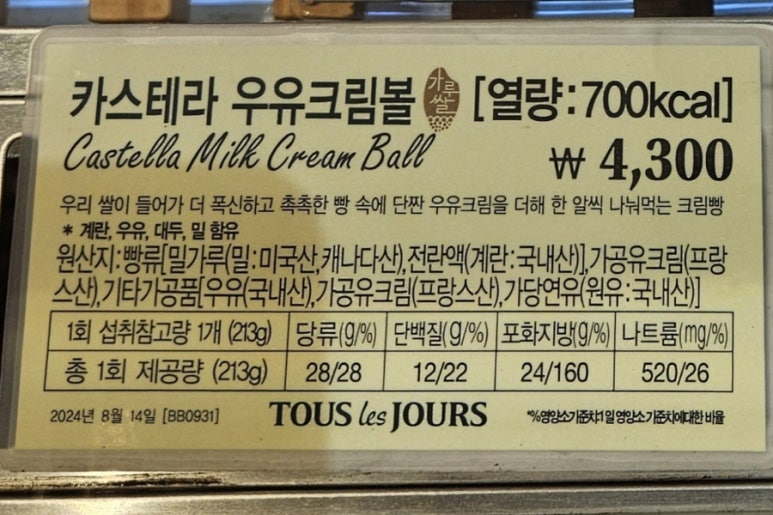 카스테라 우유크림볼 가루쌀 [열량:700kcal]
Castella Milk Cream Ball ₩ 4,300
우리 쌀이 들어가 더 폭신하고 촉촉한 빵 속에 단짠 우유크림을 더해 한 알씩 나눠먹는 크림빵
* 계란, 우유, 대두, 밀 함유
원산지:빵류[밀가루(밀:미국산,캐나다산),전란액(계란:국내산)],가공유크림(프랑
스산),기타가공품[우유(국내산),가공유크림(프랑스산),가당연유(원유:국내산)]
1회 섭취참고량 1개 (213g) 당류(g/%) 단백질(g/%) 포화지방(g/%) 나트륨(mg/%)
총 1회 제공량 (213g) 28/28 12/22 24/160 520/26
2024년 8월 14일 [BB0931] TOUS les JOURS *%영양소기준치:1일 영양소 기준치에 대한 비율